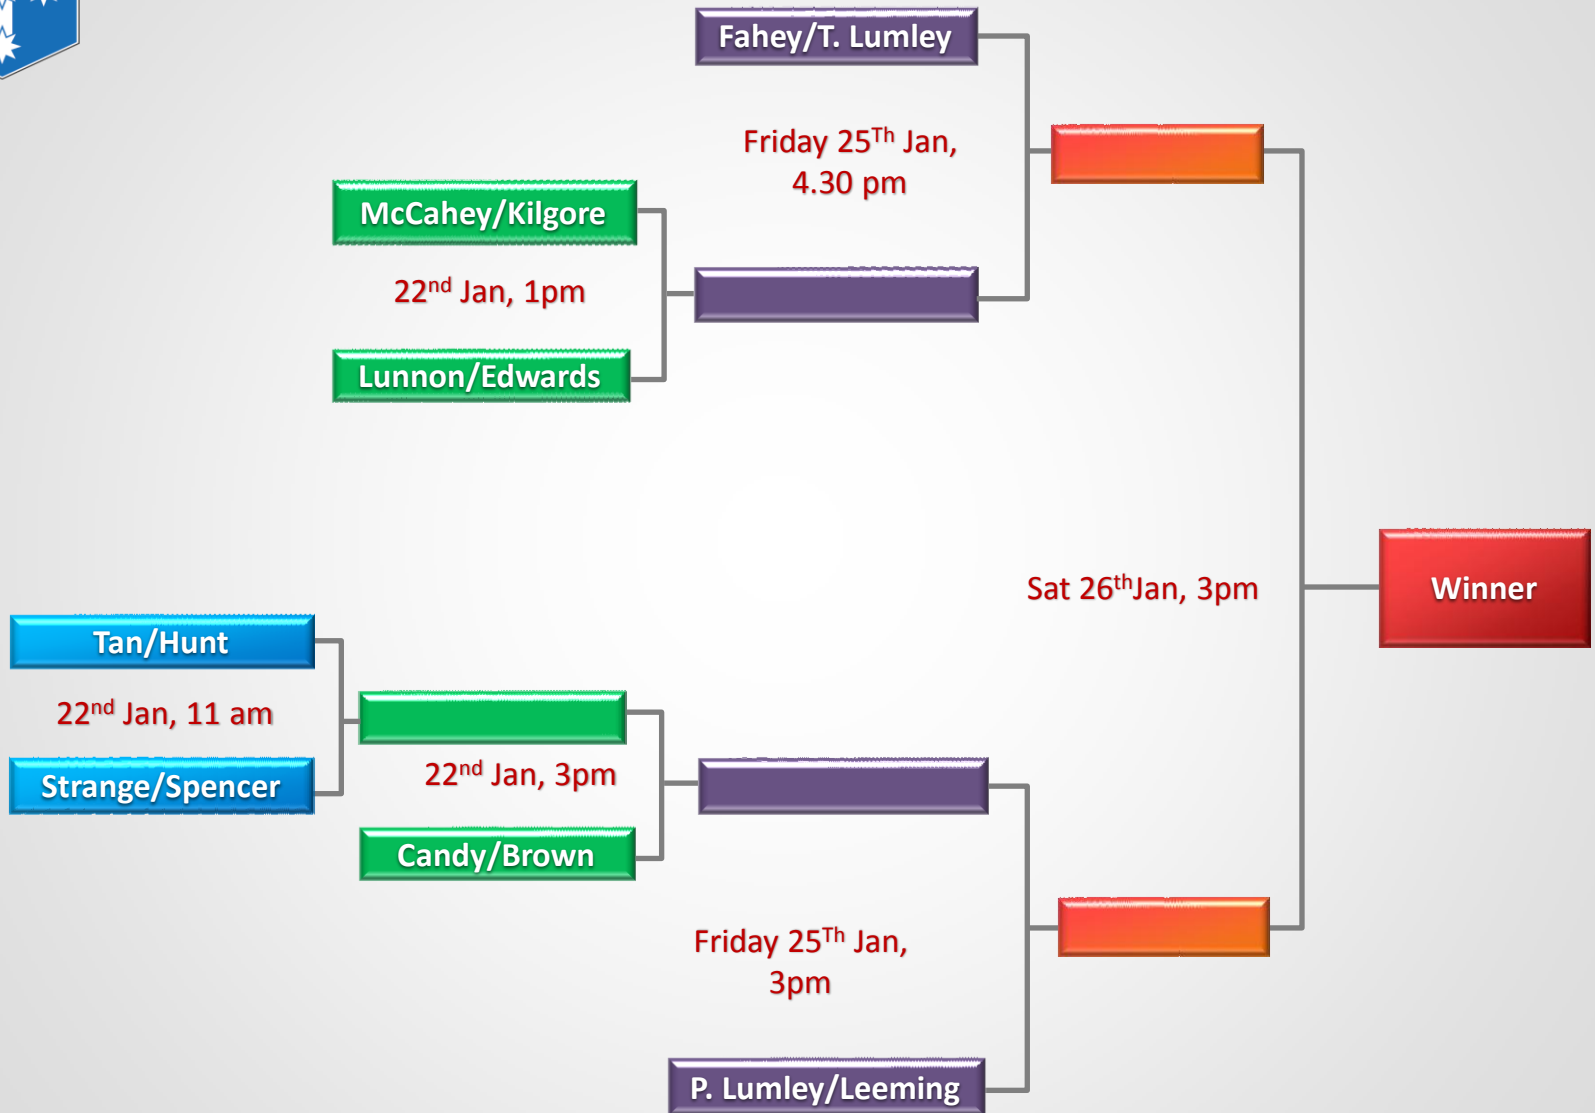 Fahey/T. Lumley
Friday 25Th Jan,
4.30 pm
McCahey/Kilgore
22nd Jan, 1pm
Lunnon/Edwards
Sat 26thJan, 3pm
Winner
Tan/Hunt
22nd Jan, 11 am
Strange/Spencer
22nd Jan, 3pm
Candy/Brown
Friday 25Th Jan,
3pm
P. Lumley/Leeming